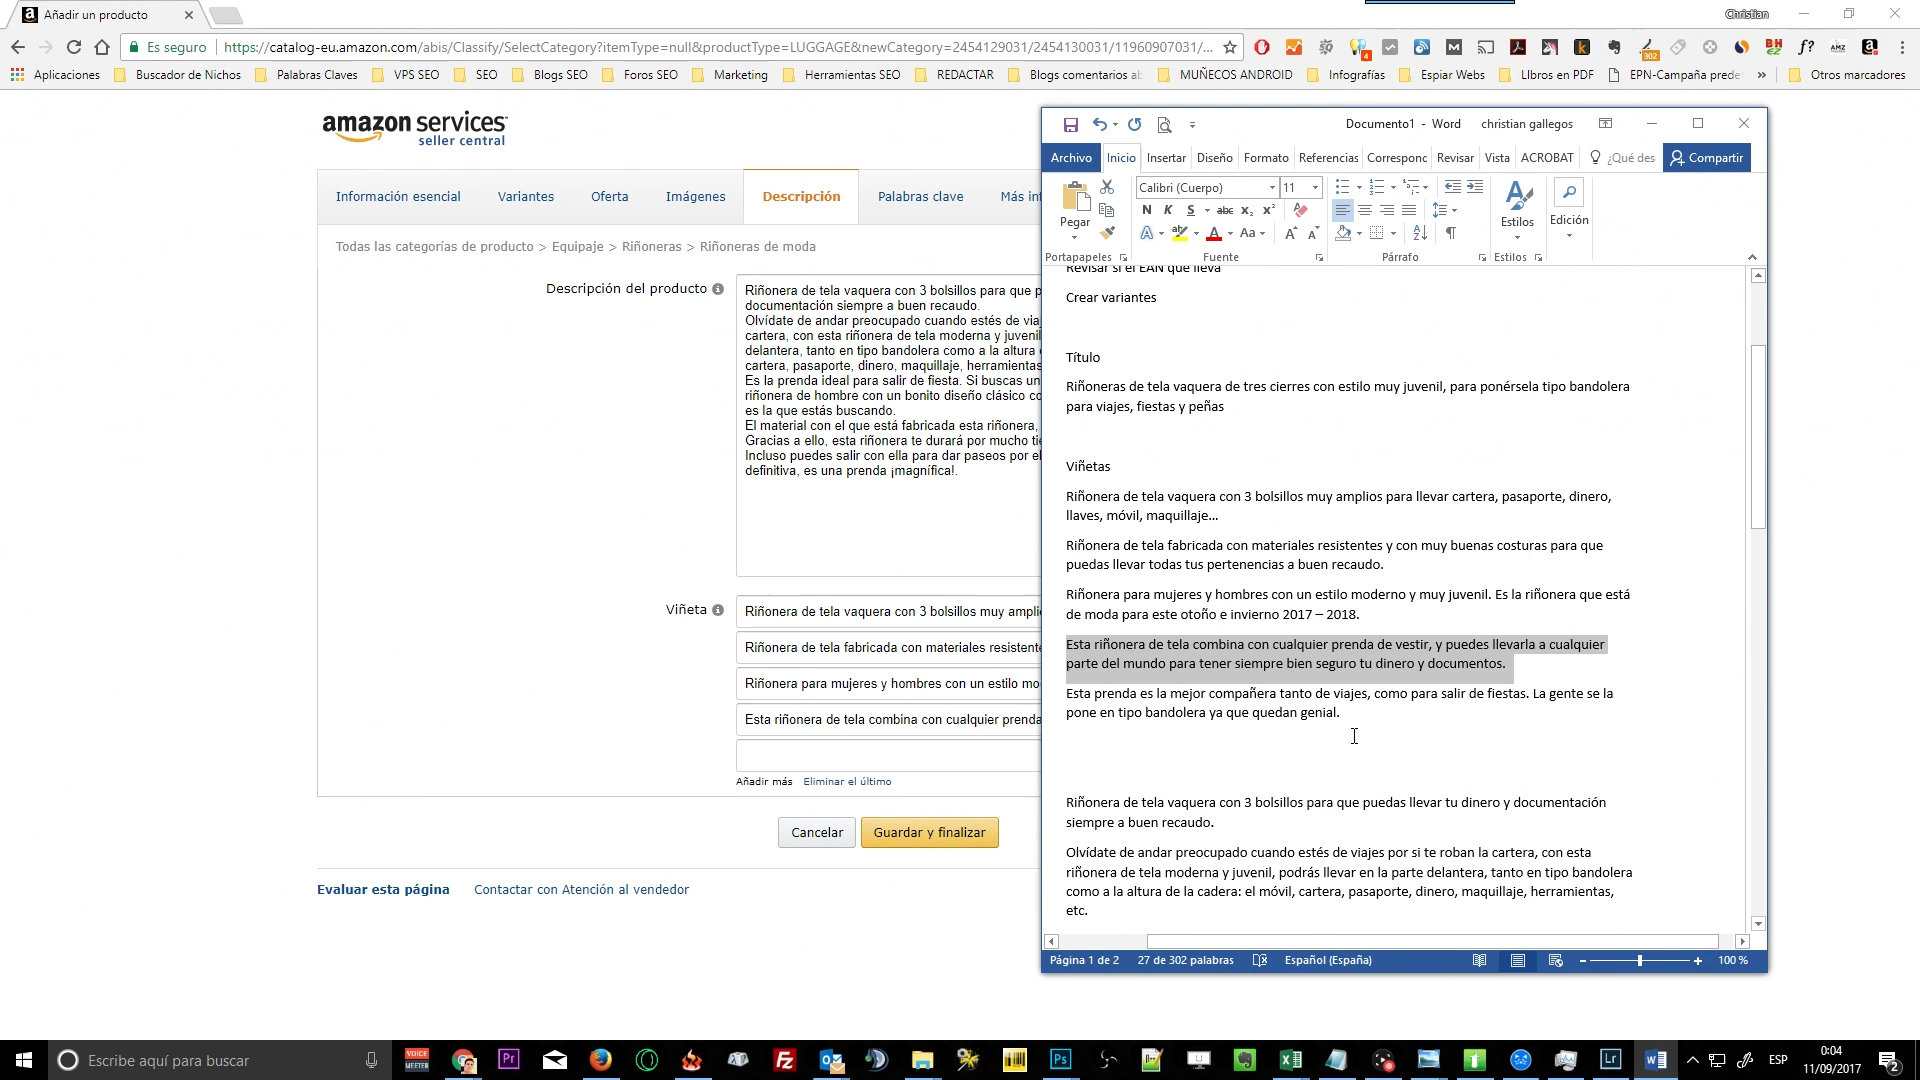 Añadir un producto
Christian
Es seguro
https://catalog-eu.amazon.com/abis/Classify/SelectCategory?itemType=null&productType=LUGGAGE&newCategory=2454129031/2454130031/11960907031/...
Aplicaciones
Buscador de Nichos
Palabras Claves
VPS SEO
SEO
Blogs SEO
Foros SEO
Marketing
Herramientas SEO
REDACTAR
Blogs comentarios
MUÑECOS ANDROID
Infografías
Espiar Webs
LIbros en PDF
EPN-Campaña prede
Otros marcadores
amazon services
seller central
Información esencial
Variantes
Oferta
Imágenes
Descripción
Palabras clave
Más in
Todas las categorías de producto > Equipaje > Riñoneras > Riñoneras de moda
Descripción del producto
Riñonera de tela vaquera con 3 bolsillos para que p
documentación siempre a buen recaudo.
Olvídate de andar preocupado cuando estés de viaj
cartera, con esta riñonera de tela moderna y juvenil
delantera, tanto en tipo bandolera como a la altura
cartera, pasaporte, dinero, maquillaje, herramientas
Es la prenda ideal para salir de fiesta. Si buscas un
riñonera de hombre con un bonito diseño clásico co
es la que estás buscando.
El material con el que está fabricada esta riñonera,
Gracias a ello, esta riñonera te durará por mucho ti
Incluso puedes salir con ella para dar paseos por el
definitiva, es una prenda ¡magnífica!.
Viñeta
Riñonera de tela vaquera con 3 bolsillos muy ampli
Riñonera de tela fabricada con materiales resistent
Riñonera para mujeres y hombres con un estilo mo
Esta riñonera de tela combina con cualquier prenda
Añadir más
Eliminar el último
Cancelar
Guardar y finalizar
Evaluar esta página
Contactar con Atención al vendedor
Documento1 - Word
christian gallegos
Archivo
Inicio
Insertar
Diseño
Formato
Referencias
Corresponc
Revisar
Vista
ACROBAT
¿Qué des
Compartir
Pegar
Calibri (Cuerpo)
11
N K S abc x₂ x²
Aa
Estilos
Edición
Portapapeles
Fuente
Párrafo
Estilos
Revisar si el EAN que lleva
Crear variantes
Título
Riñoneras de tela vaquera de tres cierres con estilo muy juvenil, para ponérsela tipo bandolera
para viajes, fiestas y peñas
Viñetas
Riñonera de tela vaquera con 3 bolsillos muy amplios para llevar cartera, pasaporte, dinero,
llaves, móvil, maquillaje...
Riñonera de tela fabricada con materiales resistentes y con muy buenas costuras para que
puedas llevar todas tus pertenencias a buen recaudo.
Riñonera para mujeres y hombres con un estilo moderno y muy juvenil. Es la riñonera que está
de moda para este otoño e invierno 2017 – 2018.
Esta riñonera de tela combina con cualquier prenda de vestir, y puedes llevarla a cualquier
parte del mundo para tener siempre bien seguro tu dinero y documentos.
Esta prenda es la mejor compañera tanto de viajes, como para salir de fiestas. La gente se la
pone en tipo bandolera ya que quedan genial.
Riñonera de tela vaquera con 3 bolsillos para que puedas llevar tu dinero y documentación
siempre a buen recaudo.
Olvídate de andar preocupado cuando estés de viajes por si te roban la cartera, con esta
riñonera de tela moderna y juvenil, podrás llevar en la parte delantera, tanto en tipo bandolera
como a la altura de la cadera: el móvil, cartera, pasaporte, dinero, maquillaje, herramientas,
etc.
Página 1 de 2
27 de 302 palabras
Español (España)
100 %
Escribe aquí para buscar
ESP
0:04
11/09/2017